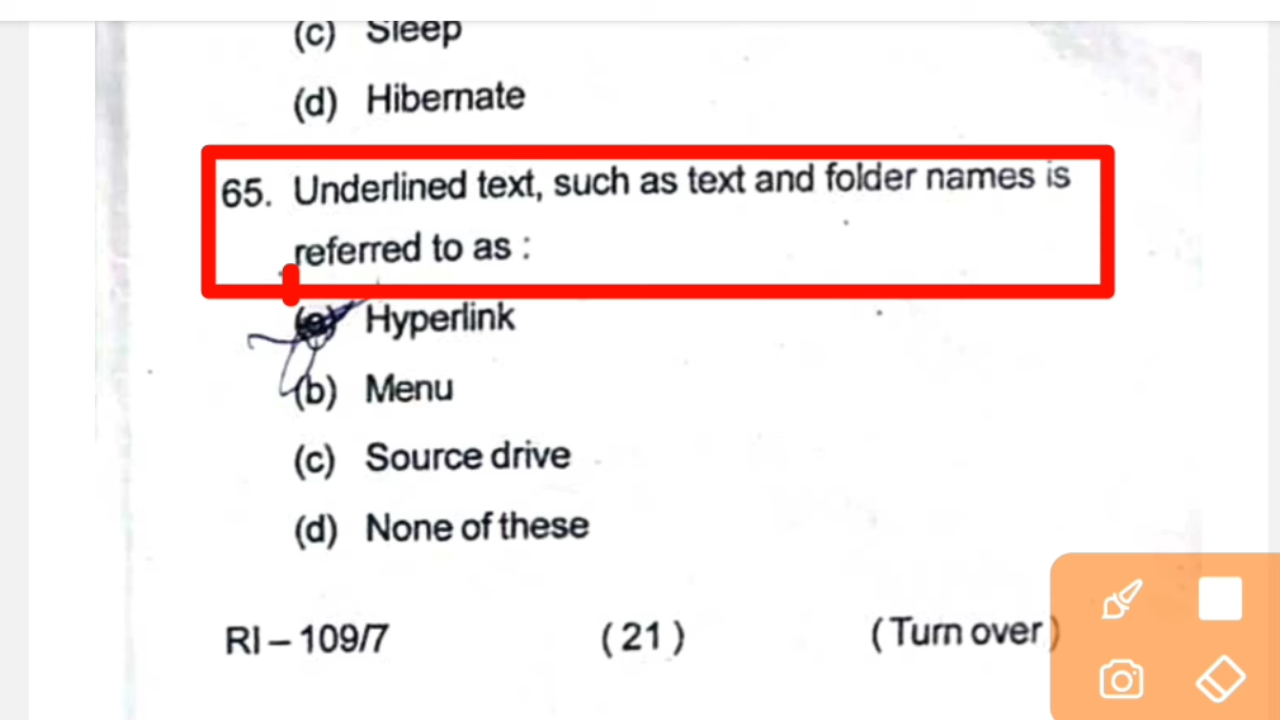 (c) Sleep
(d) Hibernate
65. Underlined text, such as text and folder names is
referred to as :
(a) Hyperlink
(b) Menu
(c) Source drive
(d) None of these
RI – 109/7 (21) (Turn over)